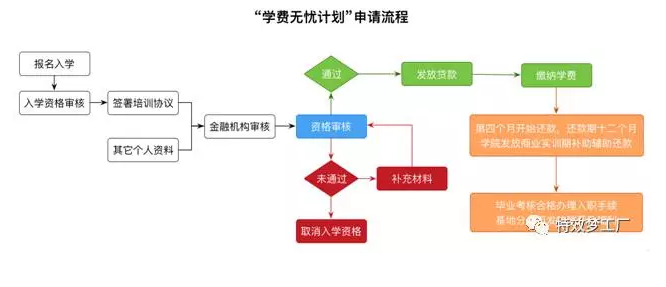 “学费无忧计划”申请流程
报名入学
入学资格审核
签署培训协议
其它个人资料
金融机构审核
资格审核
通过
发放贷款
缴纳学费
未通过
补充材料
取消入学资格
第四个月开始还款，还款期十二个月
学院发放商业实训期补助辅助还款
毕业考核合格办理入职手续
基地分
特效梦工厂